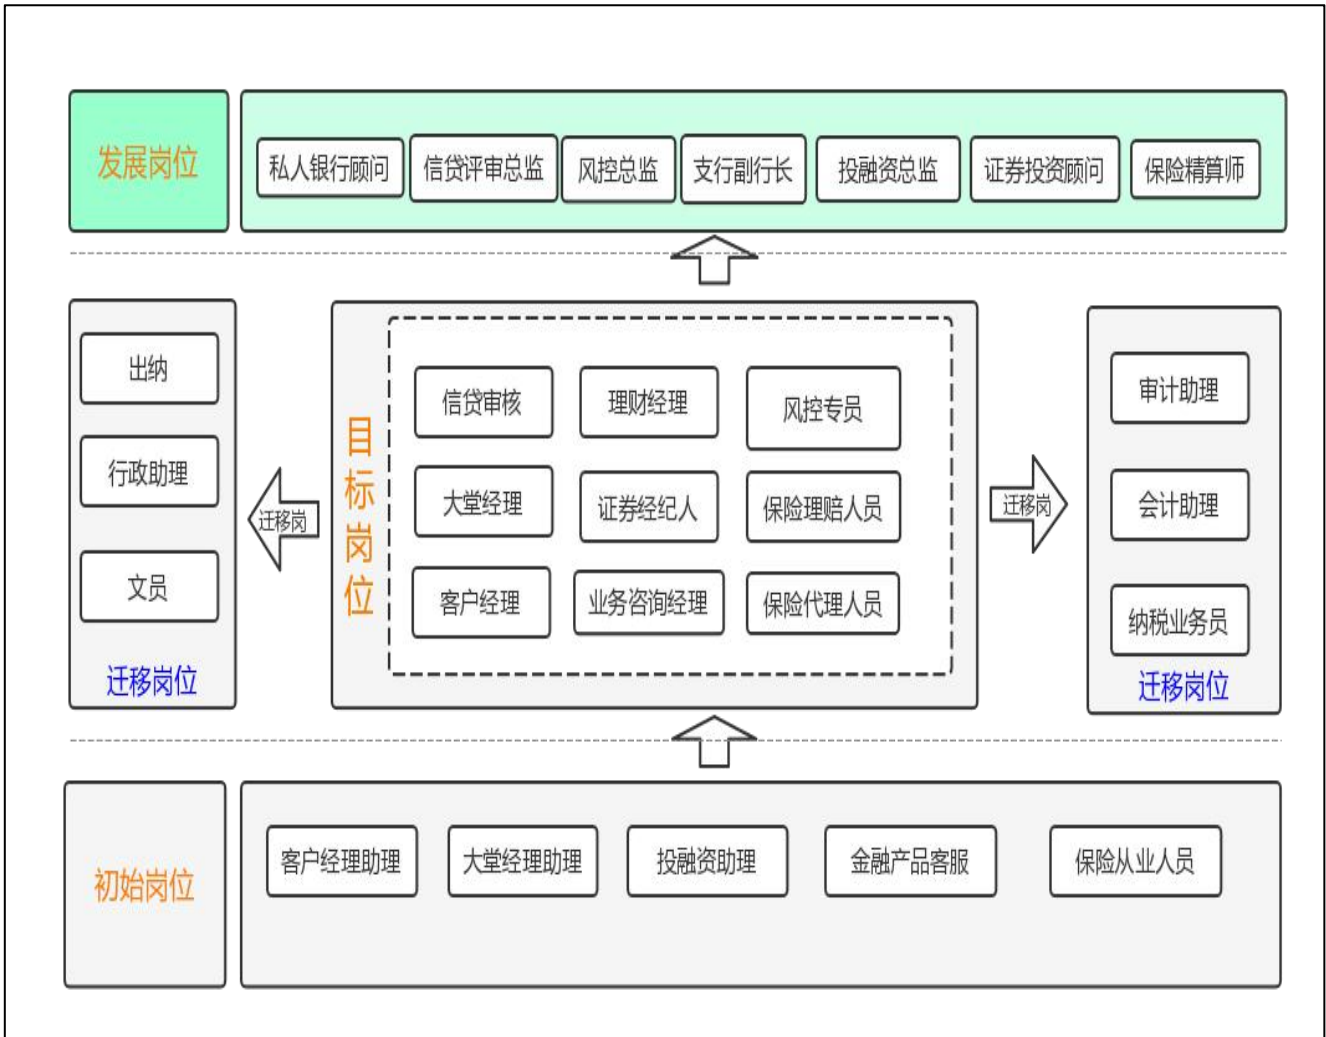 发展岗位
私人银行顾问
信贷评审总监
风控总监
支行副行长
投融资总监
证券投资顾问
保险精算师
出纳
行政助理
文员
迁移岗位
迁移岗
目标岗位
信贷审核
理财经理
风控专员
大堂经理
证券经纪人
保险理赔人员
客户经理
业务咨询经理
保险代理人员
迁移岗
审计助理
会计助理
纳税业务员
迁移岗位
初始岗位
客户经理助理
大堂经理助理
投融资助理
金融产品客服
保险从业人员